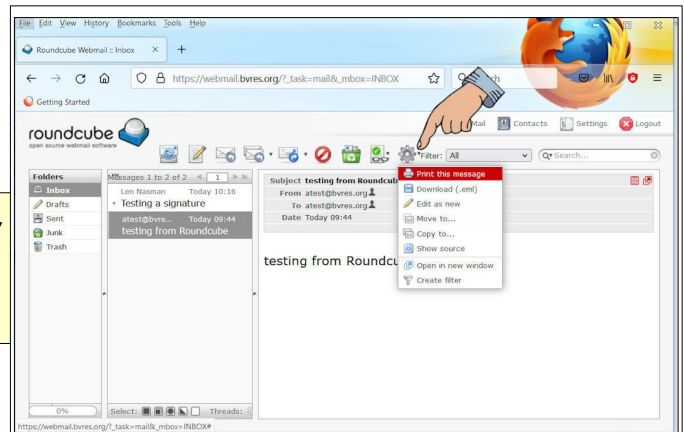 File Edit View History Bookmarks Tools Help
Roundcube Webmail :: Inbox × +
https://webmail.bvres.org/?_task=mail&_mbox=INBOX
Getting Started
Mail Contacts Settings Logout
roundcube
open source webmail software
Filter: All Search...
Folders
Inbox
Drafts
Sent
Junk
Trash
0%
Messages 1 to 2 of 2 1
Len Nasman Today 10:16
Testing a signature
atest@bvre... Today 09:44
testing from Roundcube
Select: Threads:
Subject testing from Roundcub
From atest@bvres.org
To atest@bvres.org
Date Today 09:44
testing from Roundcu
Print this message
Download (.eml)
Edit as new
Move to...
Copy to...
Show source
Open in new window
Create filter
https://webmail.bvres.org/?_task=mail&_mbox=INBOX#